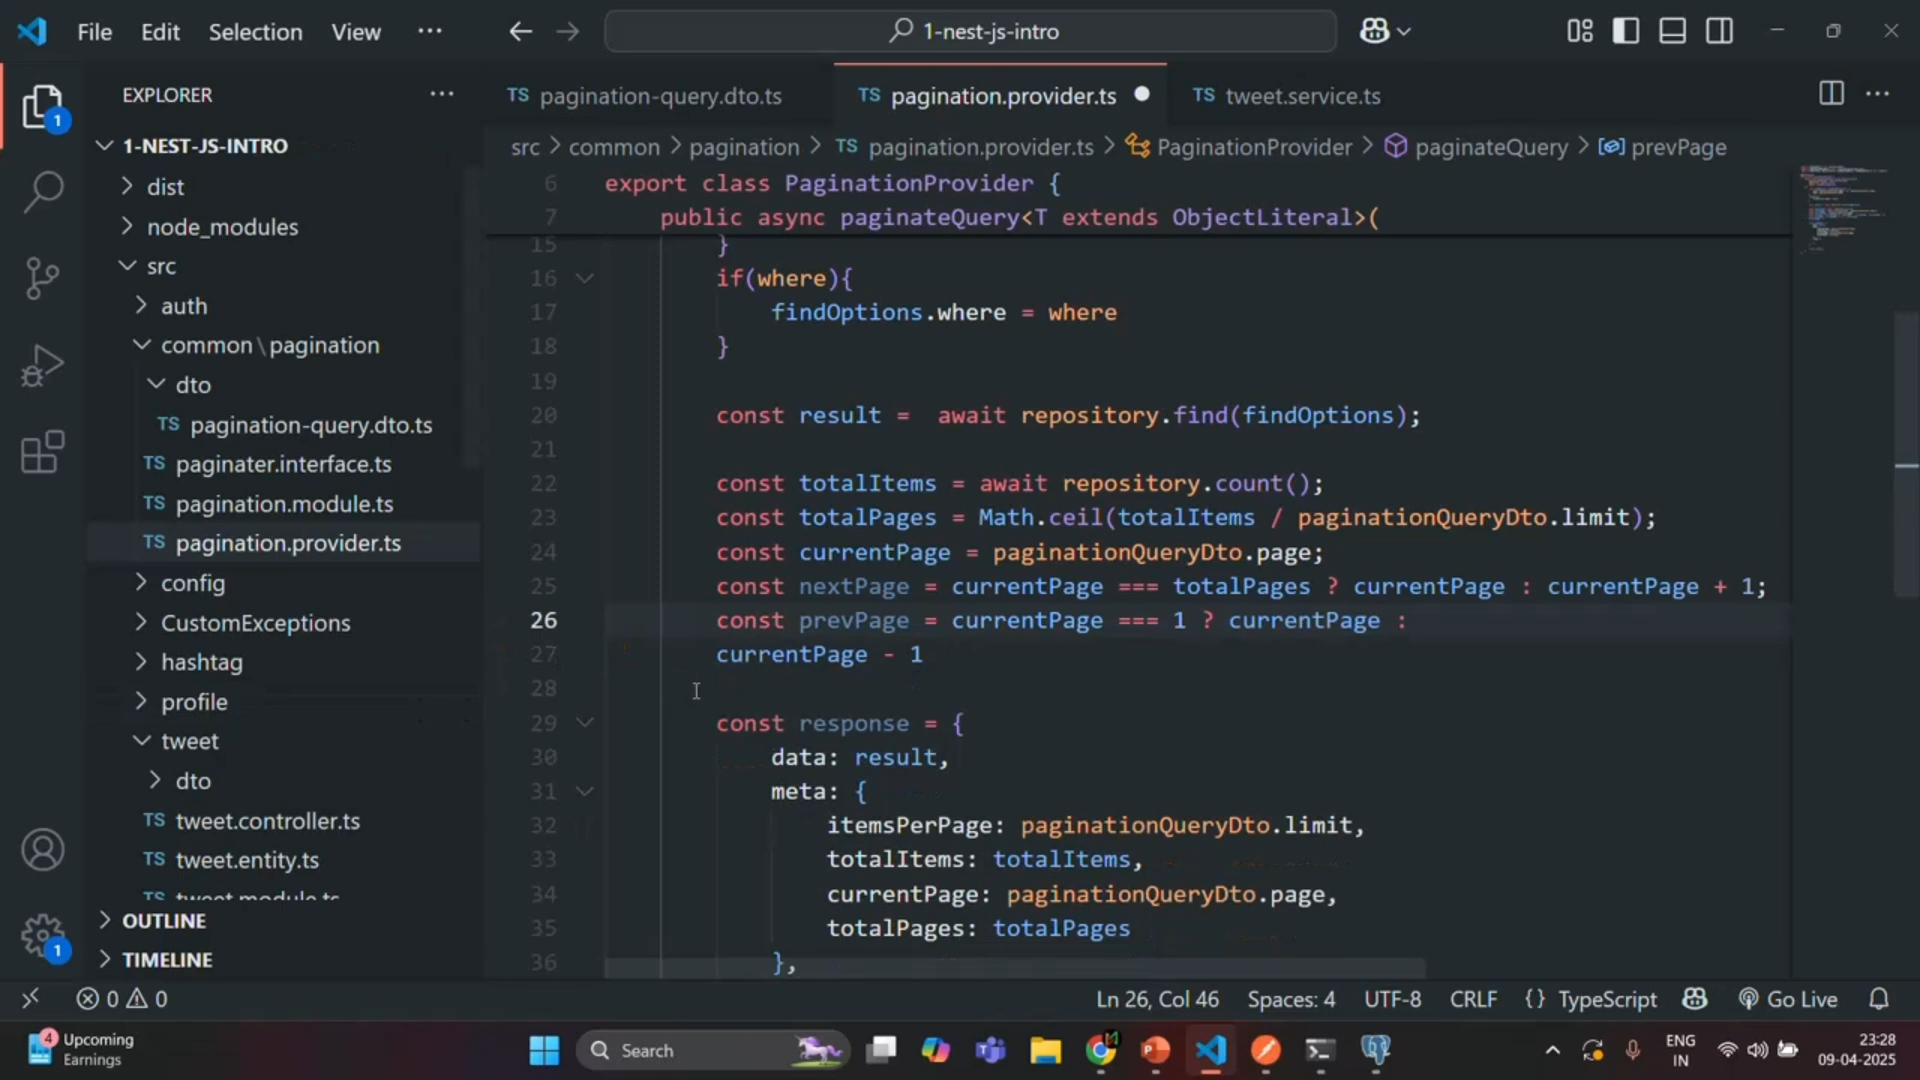 File Edit Selection View ··· 1-nest-js-intro
EXPLORER ···
1
1-NEST-JS-INTRO
dist
node_modules
src
auth
common\pagination
dto
TS pagination-query.dto.ts
TS paginater.interface.ts
TS pagination.module.ts
TS pagination.provider.ts
config
CustomExceptions
hashtag
profile
tweet
dto
TS tweet.controller.ts
TS tweet.entity.ts
TS tweet.module.ts
OUTLINE
TIMELINE
1
TS pagination-query.dto.ts TS pagination.provider.ts TS tweet.service.ts
src > common > pagination > TS pagination.provider.ts > PaginationProvider > paginateQuery > prevPage
6 export class PaginationProvider {
7 public async paginateQuery<T extends ObjectLiteral>(
15 }
16 if(where){
17 findOptions.where = where
18 }
19
20 const result =  await repository.find(findOptions);
21
22 const totalItems = await repository.count();
23 const totalPages = Math.ceil(totalItems / paginationQueryDto.limit);
24 const currentPage = paginationQueryDto.page;
25 const nextPage = currentPage === totalPages ? currentPage : currentPage + 1;
26 const prevPage = currentPage === 1 ? currentPage :
27 currentPage - 1
28
29 const response = {
30 data: result,
31 meta: {
32 itemsPerPage: paginationQueryDto.limit,
33 totalItems: totalItems,
34 currentPage: paginationQueryDto.page,
35 totalPages: totalPages
36 },
0 0 Ln 26, Col 46 Spaces: 4 UTF-8 CRLF {} TypeScript Go Live
4 Upcoming
Earnings
Search
ENG
IN
23:28
09-04-2025